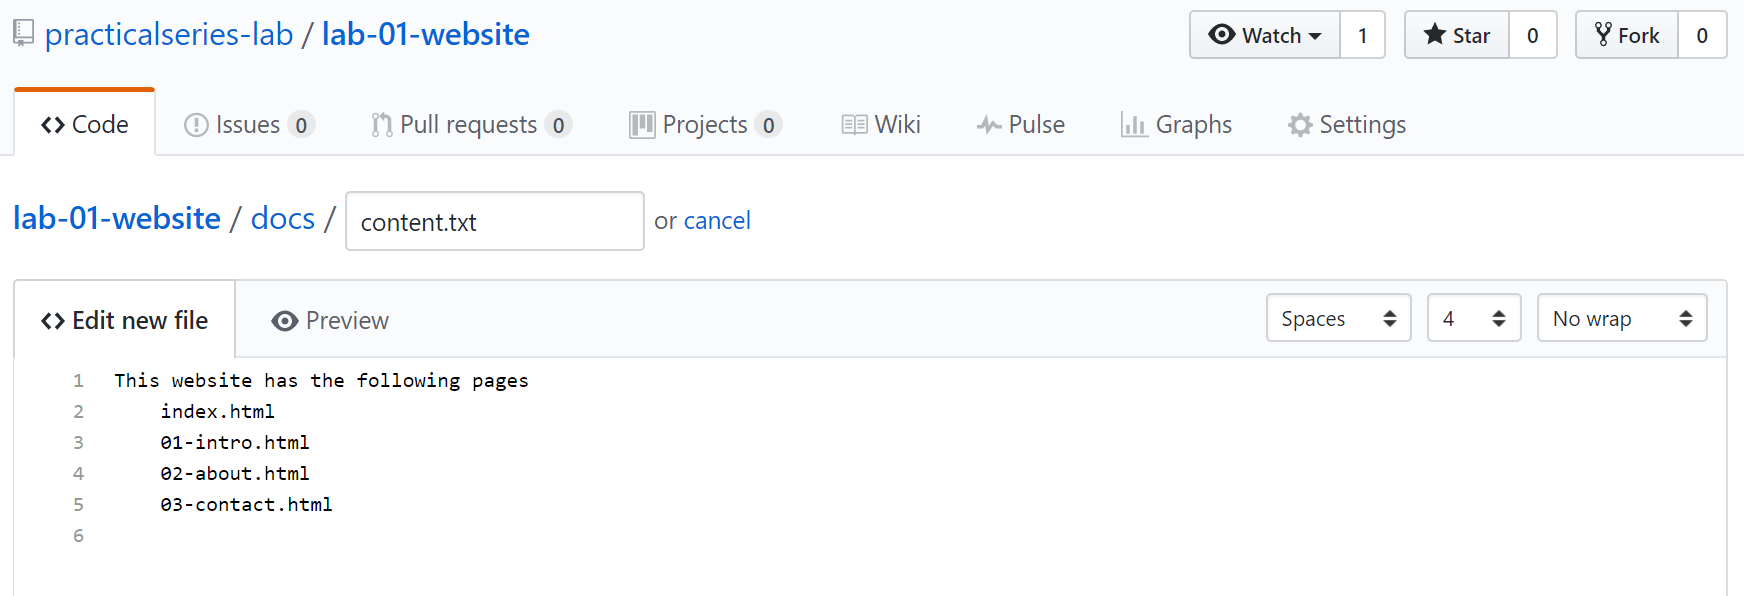 practicalseries-lab / lab-01-website Watch 1 Star 0 Fork 0
<> Code Issues 0 Pull requests 0 Projects 0 Wiki Pulse Graphs Settings
lab-01-website / docs / content.txt or cancel
<> Edit new file Preview Spaces 4 No wrap
1 This website has the following pages
2 index.html
3 01-intro.html
4 02-about.html
5 03-contact.html
6